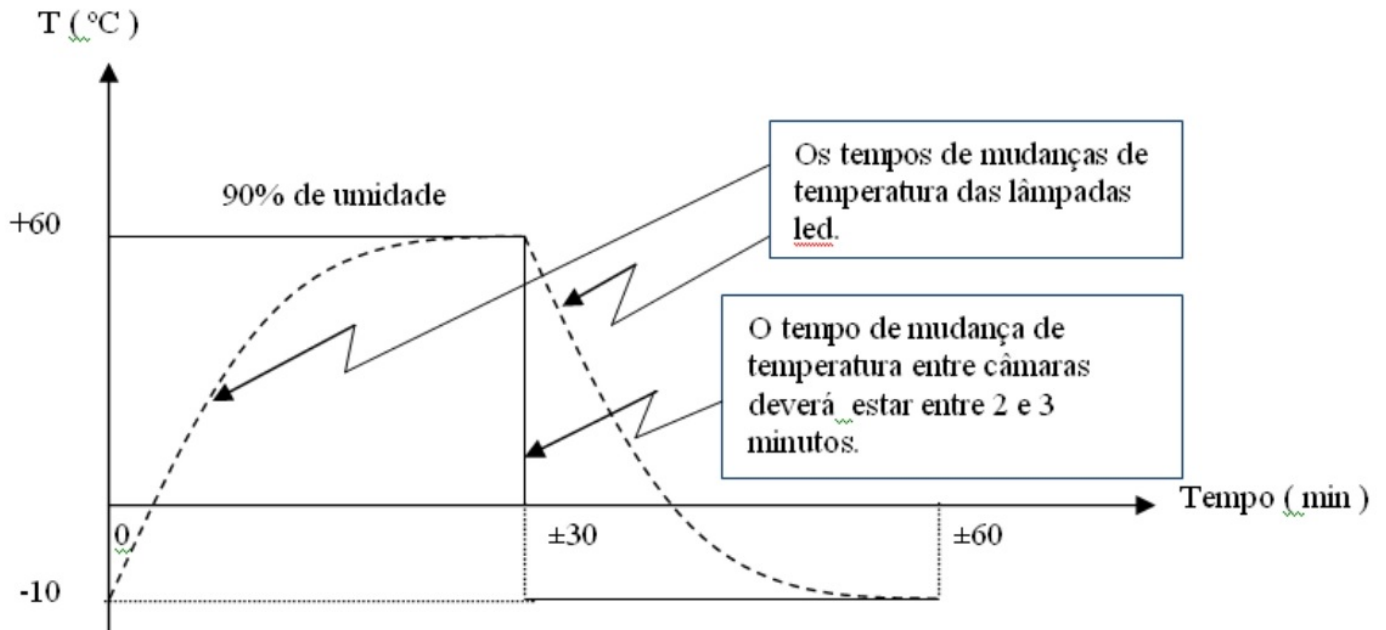 T ( ºC )
Os tempos de mudanças de
temperatura das lâmpadas
led.
90% de umidade
+60
O tempo de mudança de
temperatura entre câmaras
deverá estar entre 2 e 3
minutos.
Tempo ( min )
0
±30
±60
-10